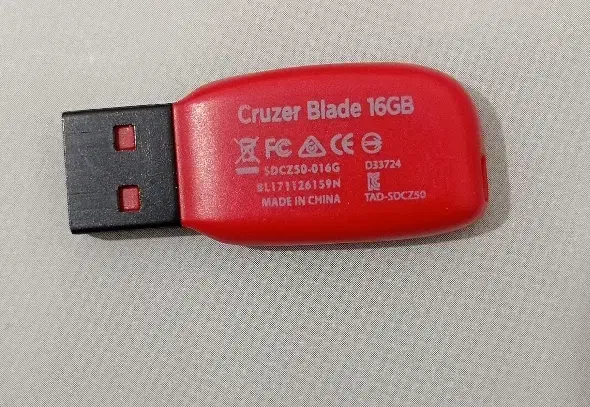 Cruzer Blade 16GB
FC CE
SDCZ50-016G D33724
BL171126159N
MADE IN CHINA TAD-SDCZ50